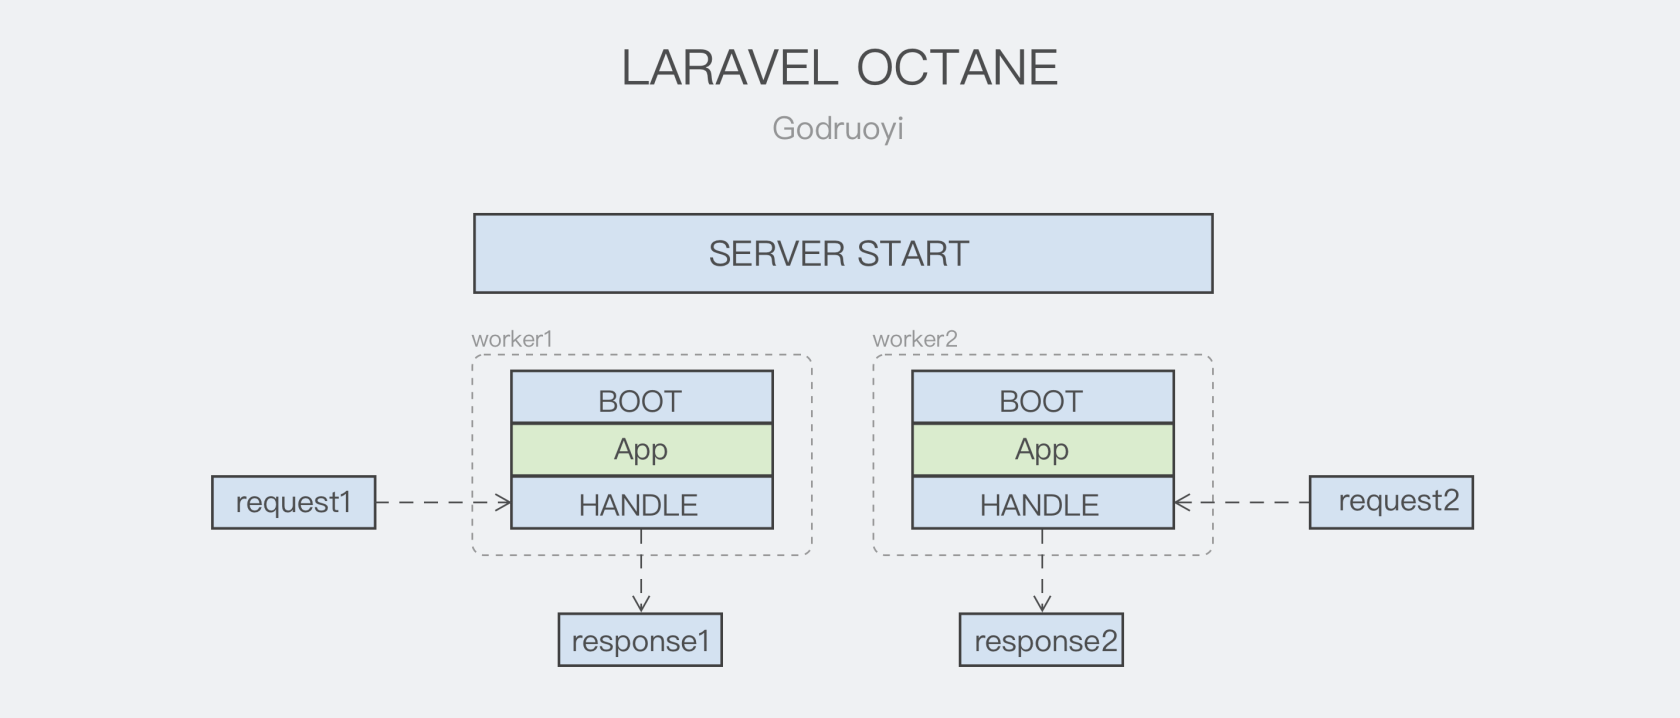 LARAVEL OCTANE
Godruoyi
SERVER START
worker1
worker2
BOOT
BOOT
App
App
request1
HANDLE
HANDLE
request2
response1
response2